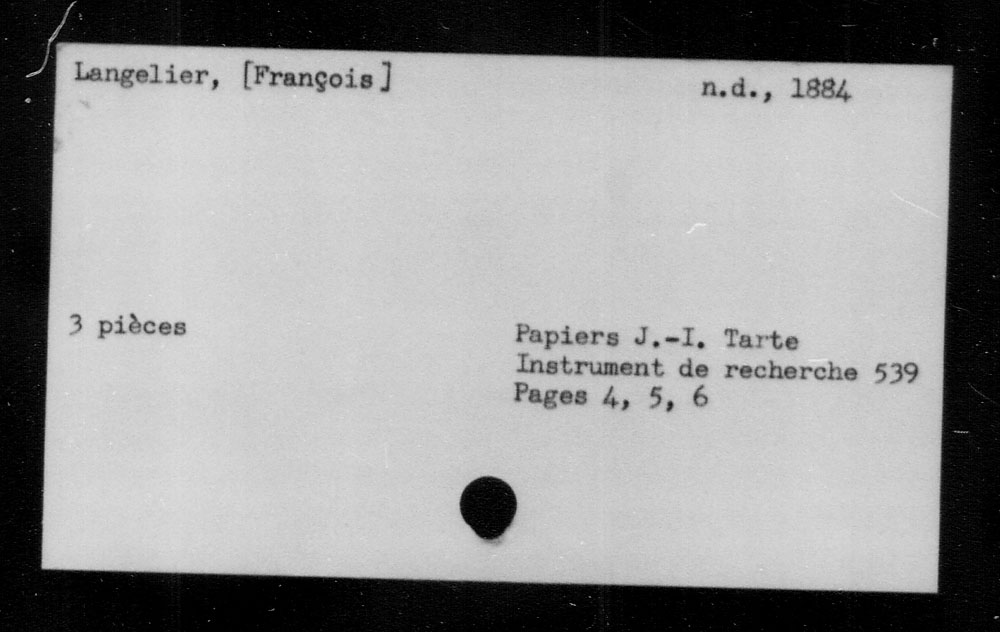 Langelier, [François]
n.d., 1884
3 pièces
Papiers J.-I. Tarte
Instrument de recherche 539
Pages 4, 5, 6